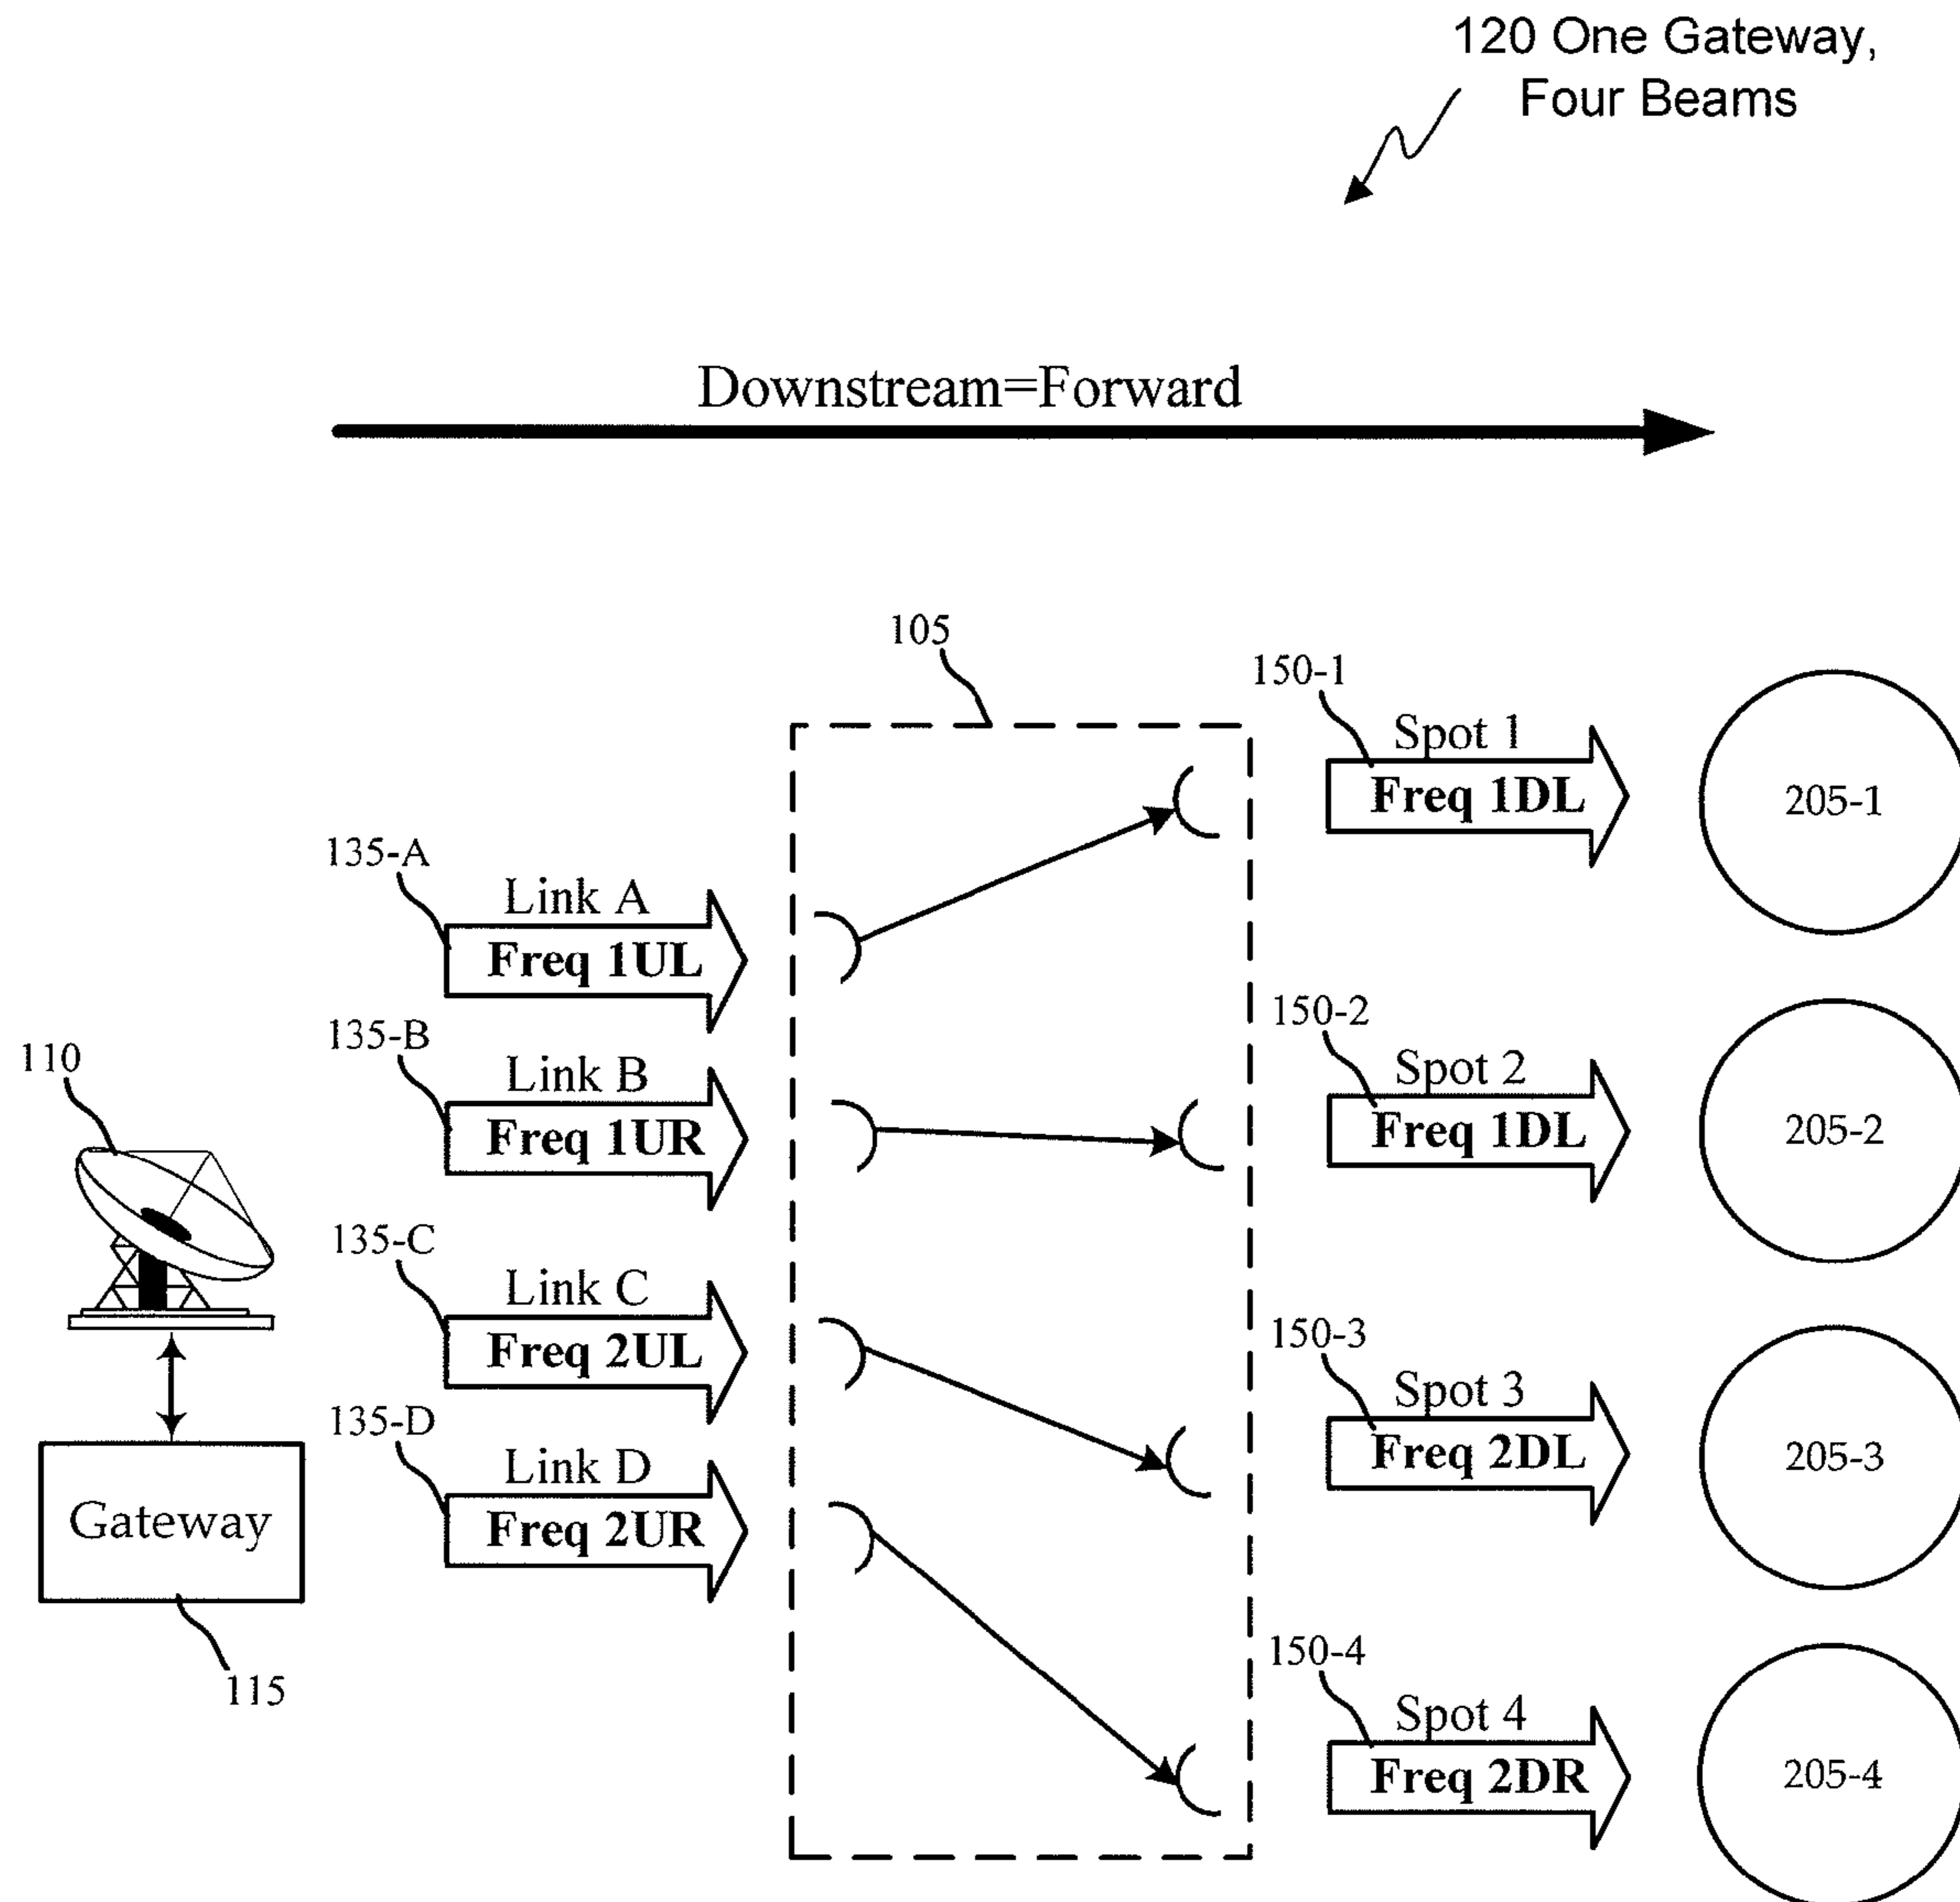 120 One Gateway,
Four Beams
Downstream=Forward
105
150-1
Spot 1
Freq 1DL
205-1
135-A
Link A
Freq 1UL
150-2
Spot 2
Freq 1DL
205-2
135-B
Link B
Freq 1UR
110
135-C
Link C
Freq 2UL
150-3
Spot 3
Freq 2DL
205-3
135-D
Link D
Freq 2UR
Gateway
115
150-4
Spot 4
Freq 2DR
205-4